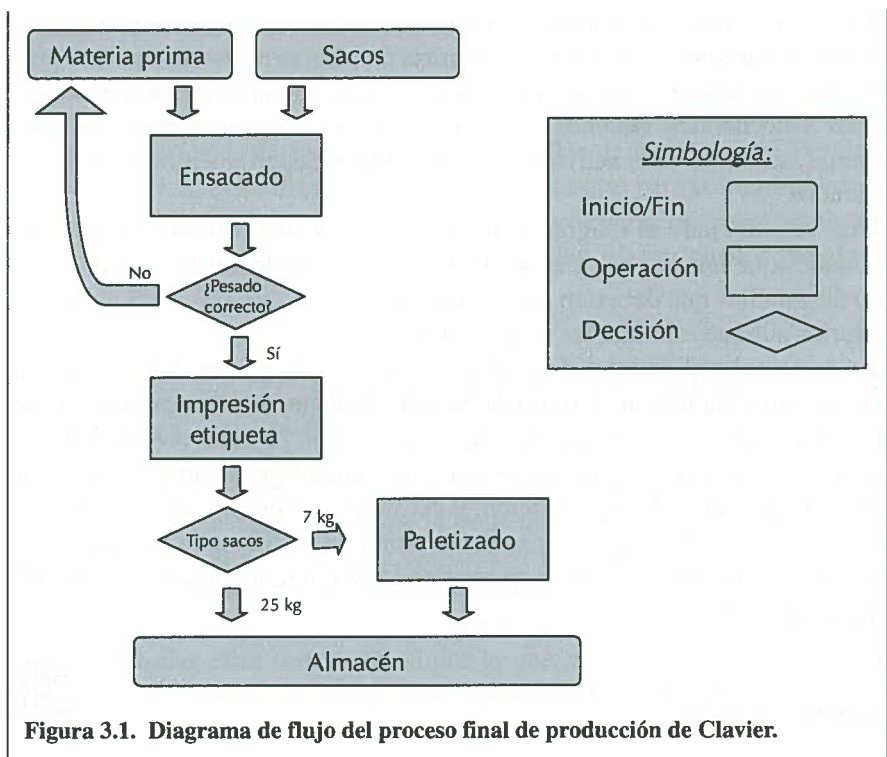 Materia prima
Sacos
Ensacado
¿Pesado
correcto?
No
Sí
Impresión
etiqueta
Tipo sacos
7 kg
Paletizado
25 kg
Almacén
Simbología:
Inicio/Fin
Operación
Decisión
Figura 3.1. Diagrama de flujo del proceso final de producción de Clavier.